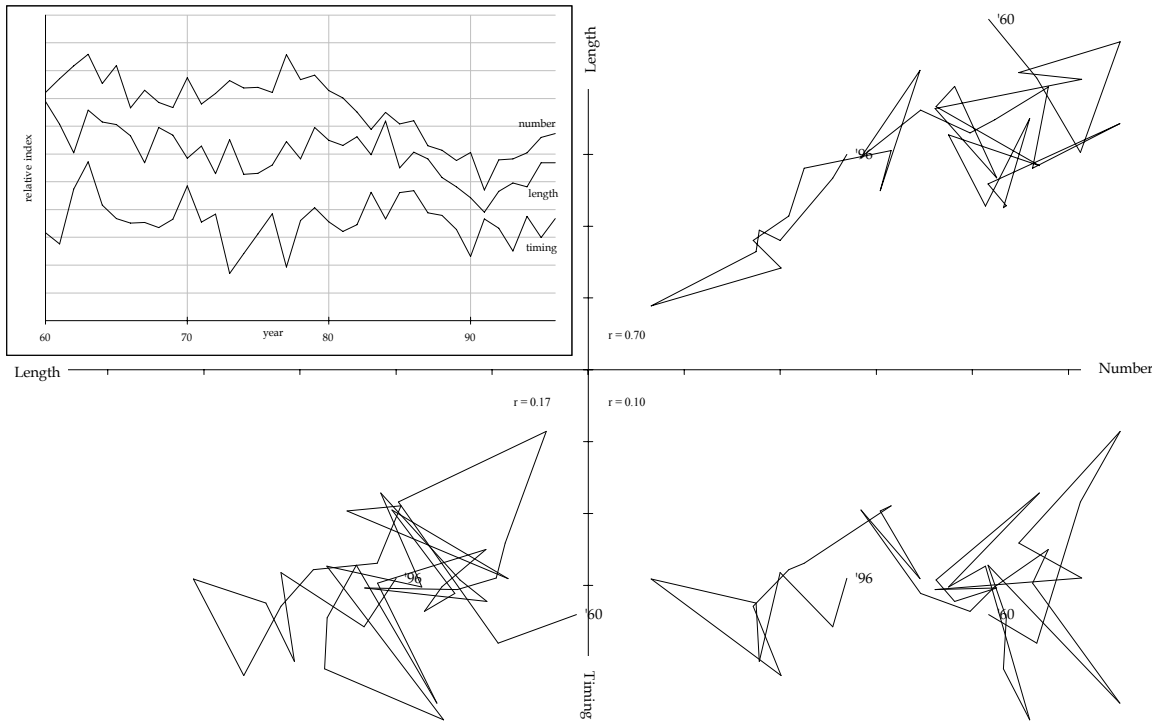 relative index
number
length
timing
60
70
80
90
year
Length
'60
'96
r = 0.70
Length
Number
r = 0.17
r = 0.10
'96
'60
Timing
'96
'60